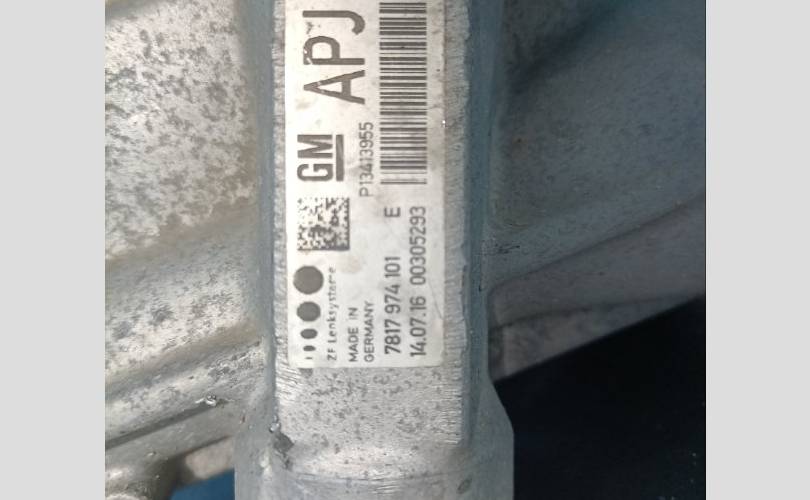 GM APJ
P13413955
ZF Lenksysteme
MADE IN
GERMANY
7817 974 101 E
14.07.16 00305293